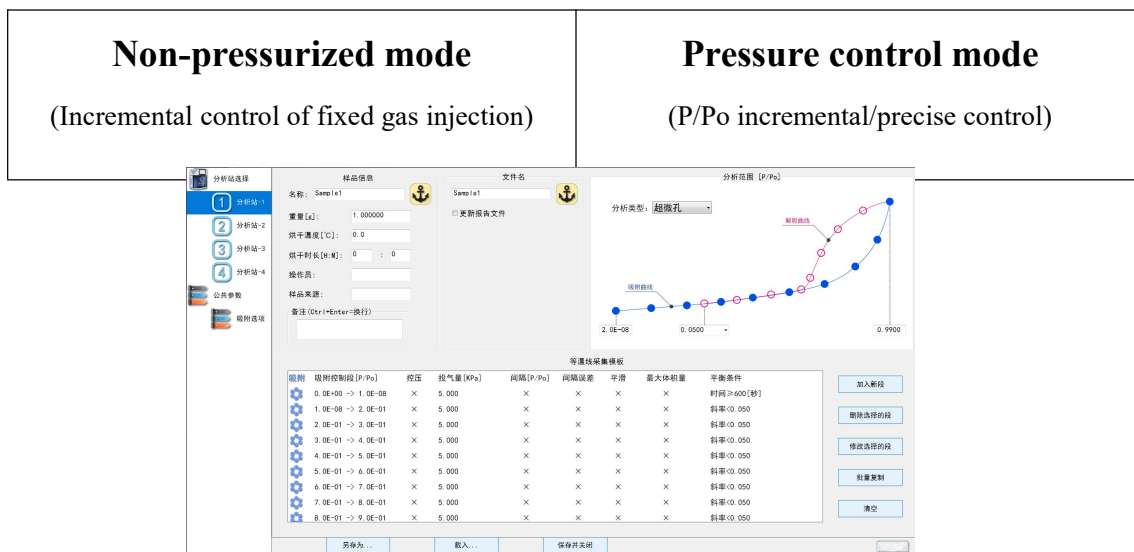 Non-pressurized mode
(Incremental control of fixed gas injection)
Pressure control mode
(P/Po incremental/precise control)
分析站选择
1 分析站-1
2 分析站-2
3 分析站-3
4 分析站-4
公共参数
吸附选项
样品信息
名称: Sample1
重量[g]: 1.000000
烘干温度[℃]: 0.0
烘干时长[H:M]: 0 : 0
操作员:
样品来源:
备注(Ctrl+Enter=换行)
文件名
Sample1
更新报告文件
分析范围 [P/Po]
分析类型: 超微孔
解吸曲线
吸附曲线
2.0E-08 0.0500 0.9900
等温线采集模板
吸附 吸附控制段[P/Po] 控压 投气量[KPa] 间隔[P/Po] 间隔误差 平滑 最大体积量 平衡条件
0.0E+00 -> 1.0E-08 × 5.000 × × × × 时间≥600[秒]
1.0E-08 -> 2.0E-01 × 5.000 × × × × 斜率<0.050
2.0E-01 -> 3.0E-01 × 5.000 × × × × 斜率<0.050
3.0E-01 -> 4.0E-01 × 5.000 × × × × 斜率<0.050
4.0E-01 -> 5.0E-01 × 5.000 × × × × 斜率<0.050
5.0E-01 -> 6.0E-01 × 5.000 × × × × 斜率<0.050
6.0E-01 -> 7.0E-01 × 5.000 × × × × 斜率<0.050
7.0E-01 -> 8.0E-01 × 5.000 × × × × 斜率<0.050
8.0E-01 -> 9.0E-01 × 5.000 × × × × 斜率<0.050
加入新段
删除选择的段
修改选择的段
批量复制
清空
另存为... 载入... 保存并关闭